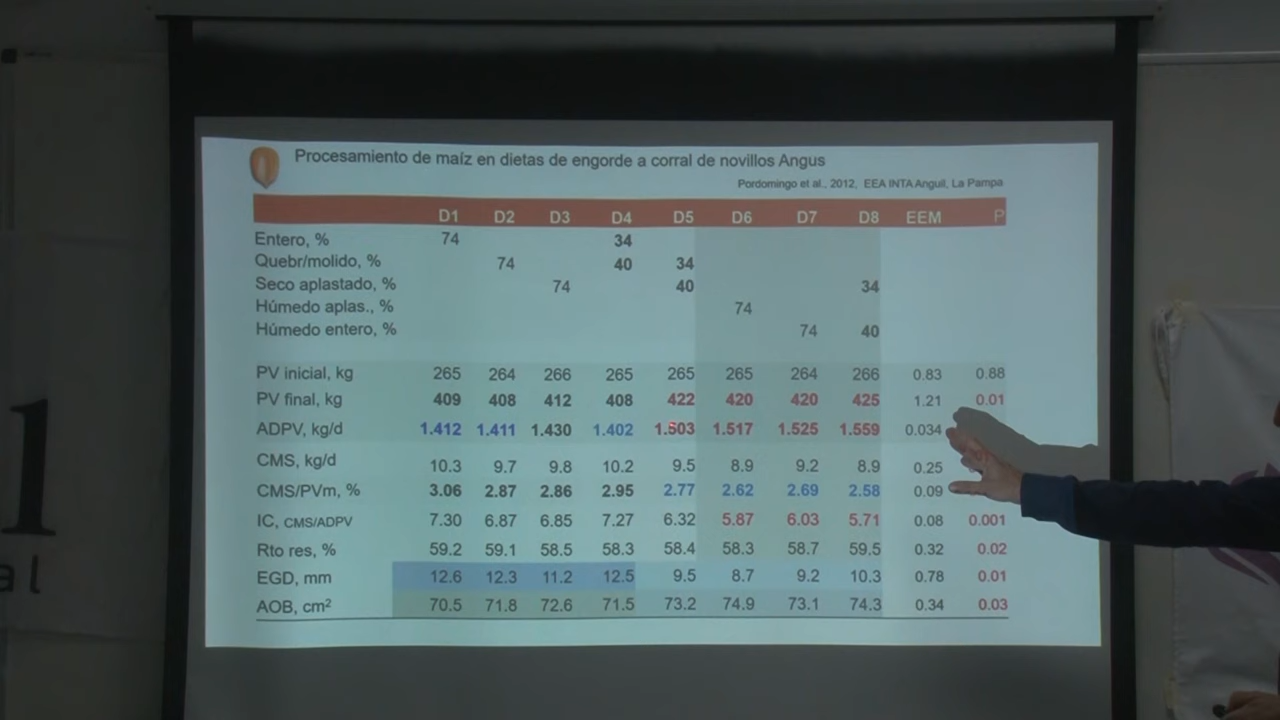 Procesamiento de maíz en dietas de engorde a corral de novillos Angus
Pordomingo et al., 2012, EEA INTA Anguil, La Pampa
D1 D2 D3 D4 D5 D6 D7 D8 EEM P
Entero, % 74 34
Quebr/molido, % 74 40 34
Seco aplastado, % 74 40 34
Húmedo aplas., % 74
Húmedo entero, % 74 40
PV inicial, kg 265 264 266 265 265 265 264 266 0.83 0.88
PV final, kg 409 408 412 408 422 420 420 425 1.21 0.01
ADPV, kg/d 1.412 1.411 1.430 1.402 1.503 1.517 1.525 1.559 0.034
CMS, kg/d 10.3 9.7 9.8 10.2 9.5 8.9 9.2 8.9 0.25
CMS/PVm, % 3.06 2.87 2.86 2.95 2.77 2.62 2.69 2.58 0.09
IC, CMS/ADPV 7.30 6.87 6.85 7.27 6.32 5.87 6.03 5.71 0.08 0.001
Rto res, % 59.2 59.1 58.5 58.3 58.4 58.3 58.7 59.5 0.32 0.02
EGD, mm 12.6 12.3 11.2 12.5 9.5 8.7 9.2 10.3 0.78 0.01
AOB, cm² 70.5 71.8 72.6 71.5 73.2 74.9 73.1 74.3 0.34 0.03